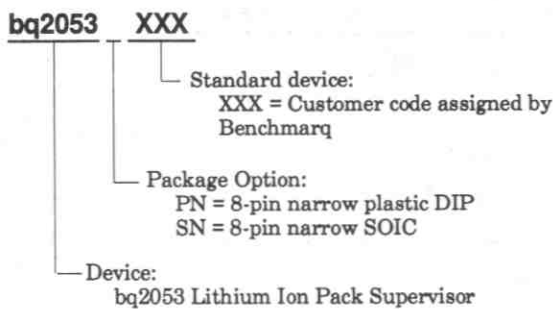 bq2053 _ XXX
Standard device:
XXX = Customer code assigned by
Benchmarq
Package Option:
PN = 8-pin narrow plastic DIP
SN = 8-pin narrow SOIC
Device:
bq2053 Lithium Ion Pack Supervisor